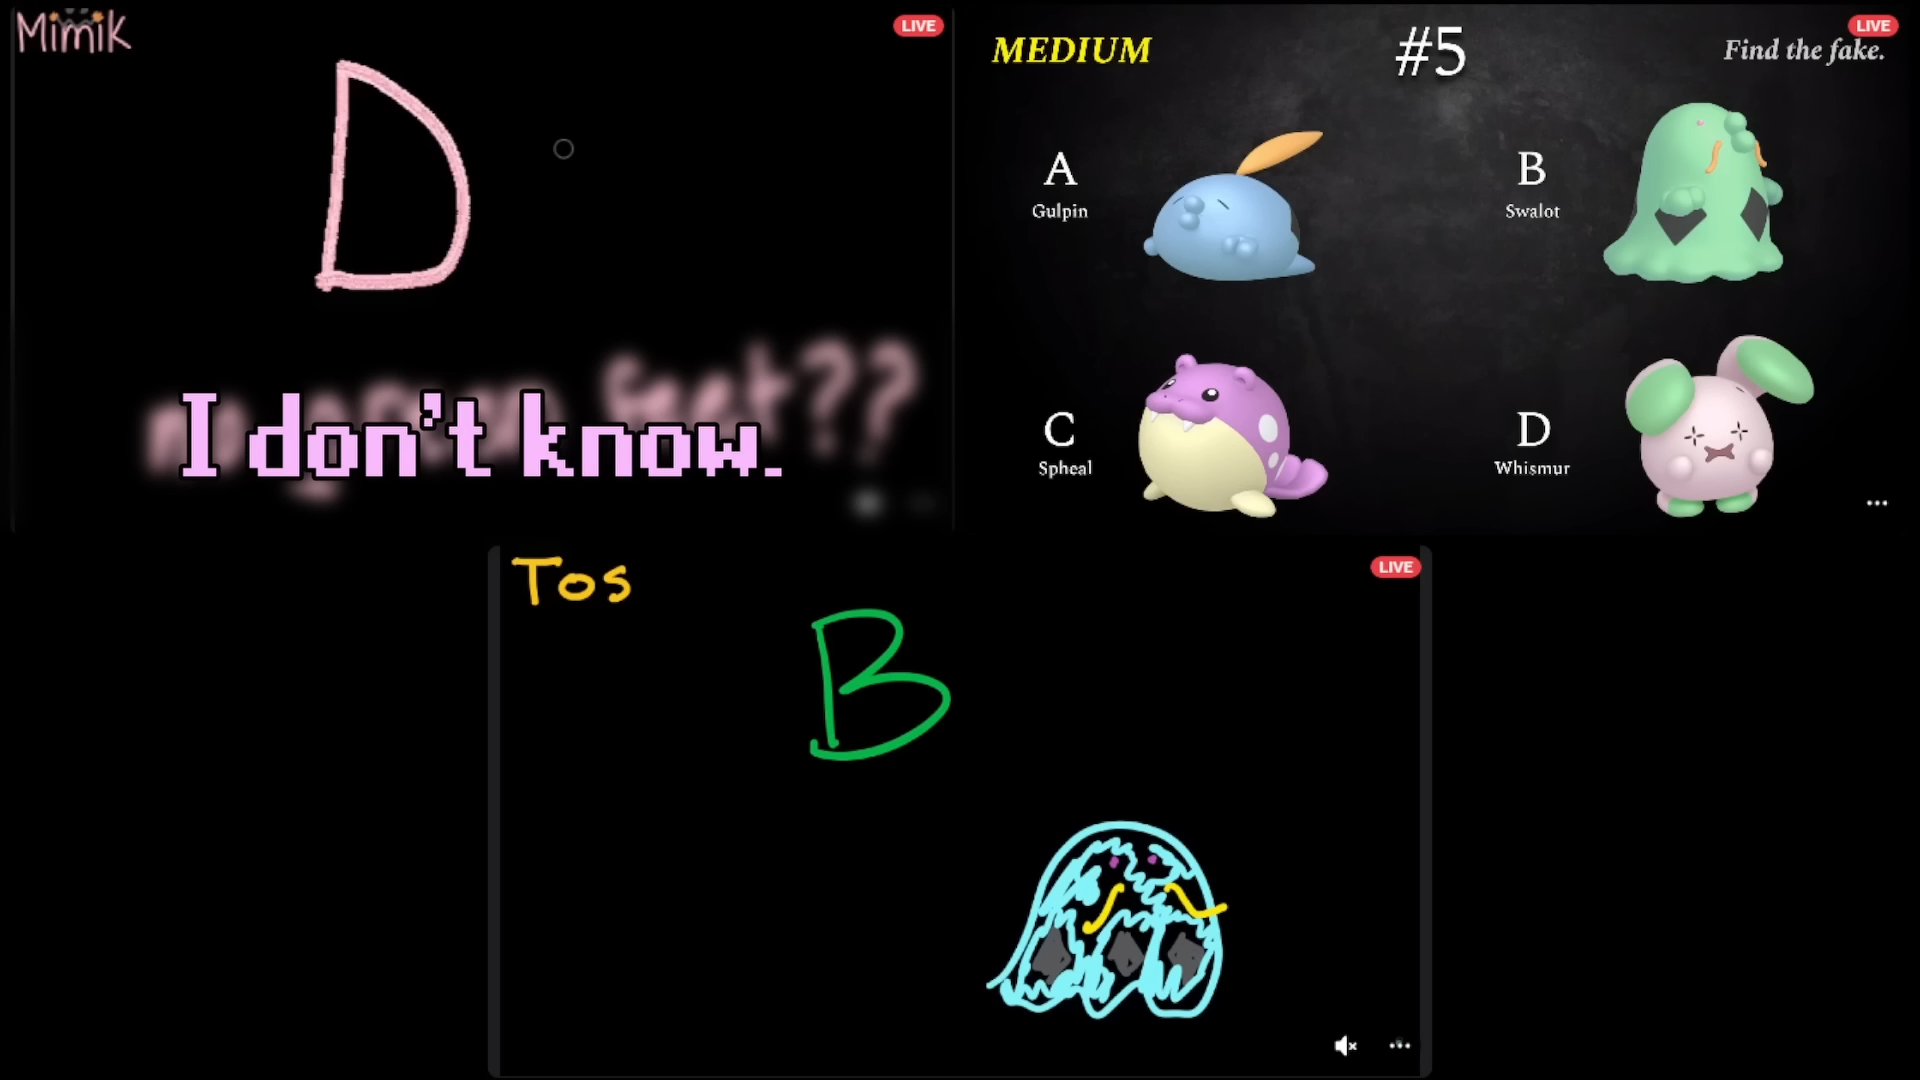 Mimik
LIVE
D
I don't know.
MEDIUM
#5
LIVE
Find the fake.
A
Gulpin
B
Swalot
C
Spheal
D
Whismur
Tos
LIVE
B